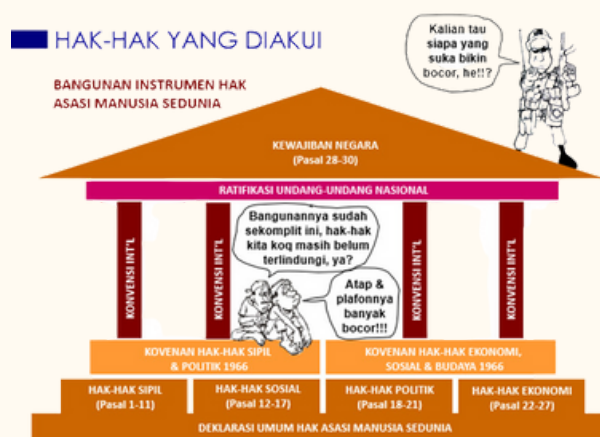 HAK-HAK YANG DIAKUI
Kalian tau
siapa yang
suka bikin
bocor, he!!?
BANGUNAN INSTRUMEN HAK
ASASI MANUSIA SEDUNIA
KEWAJIBAN NEGARA
(Pasal 28-30)
RATIFIKASI UNDANG-UNDANG NASIONAL
KONVENSI INT'L
KONVENSI INT'L
Bangunannya sudah
sekomplit ini, hak-hak
kita koq masih belum
terlindungi, ya?
Atap &
plafonnya
banyak
bocor!!!
KONVENSI INT'L
KONVENSI INT'L
KOVENAN HAK-HAK SIPIL
& POLITIK 1966
KOVENAN HAK-HAK EKONOMI,
SOSIAL & BUDAYA 1966
HAK-HAK SIPIL
(Pasal 1-11)
HAK-HAK SOSIAL
(Pasal 12-17)
HAK-HAK POLITIK
(Pasal 18-21)
HAK-HAK EKONOMI
(Pasal 22-27)
DEKLARASI UMUM HAK ASASI MANUSIA SEDUNIA